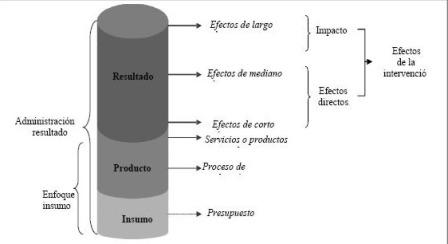 Efectos de largo
Impacto
Efectos
de la
intervenció
Resultado
Efectos de mediano
Efectos
directos
Administración
resultado
Efectos de corto
Servicios o productos
Producto
Proceso de
Enfoque
insumo
Insumo
Presupuesto